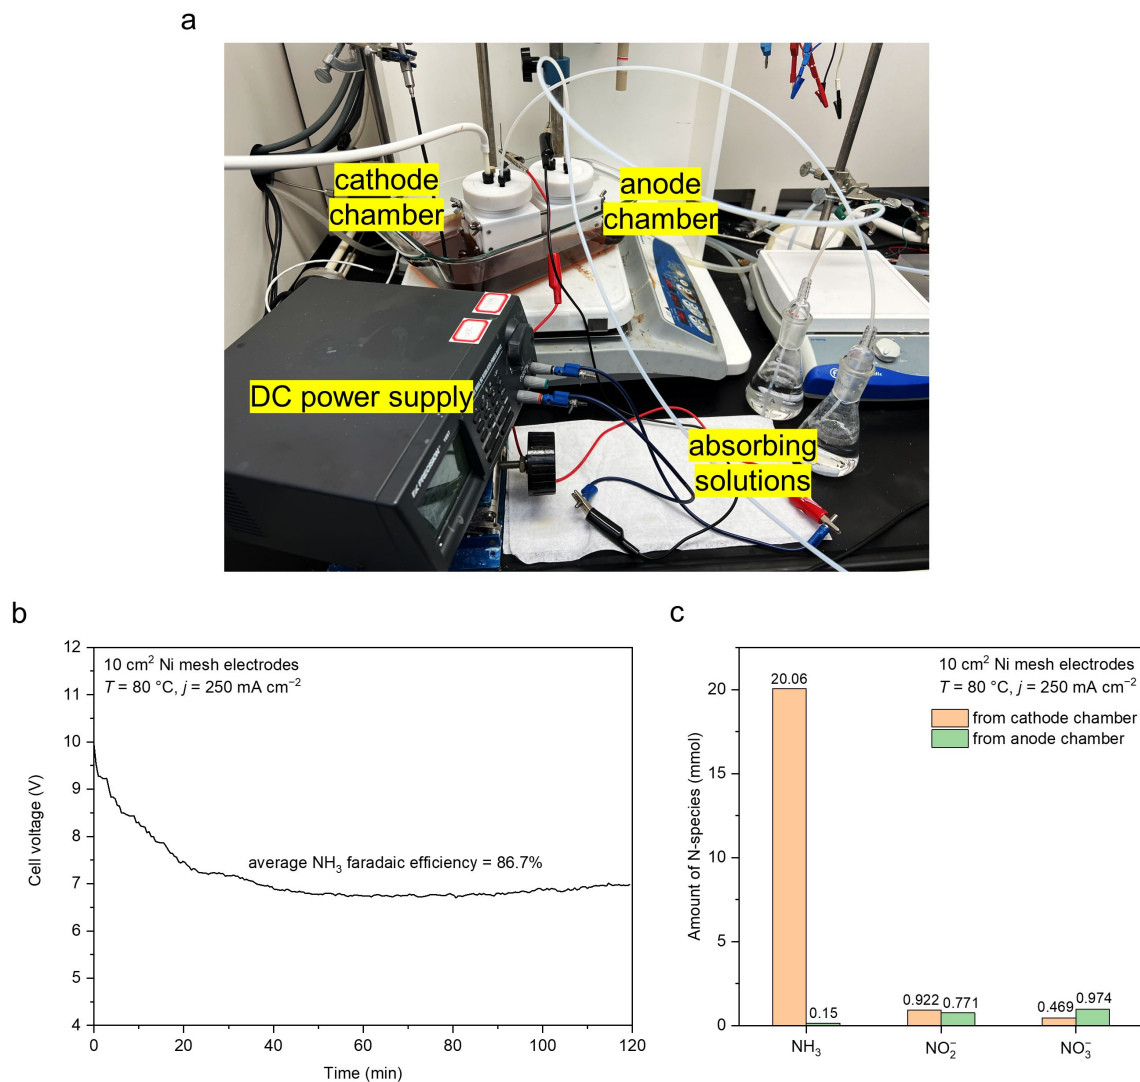 a
cathode
chamber
anode
chamber
DC power supply
BK PRECISION
absorbing
solutions
b
12
11
10
9
8
7
6
5
4
Cell voltage (V)
10 cm² Ni mesh electrodes
T = 80 °C, j = 250 mA cm⁻²
average NH₃ faradaic efficiency = 86.7%
0
20
40
60
80
100
120
Time (min)
c
20
15
10
5
0
Amount of N-species (mmol)
10 cm² Ni mesh electrodes
T = 80 °C, j = 250 mA cm⁻²
from cathode chamber
from anode chamber
20.06
0.15
0.922
0.771
0.469
0.974
NH₃
NO₂⁻
NO₃⁻